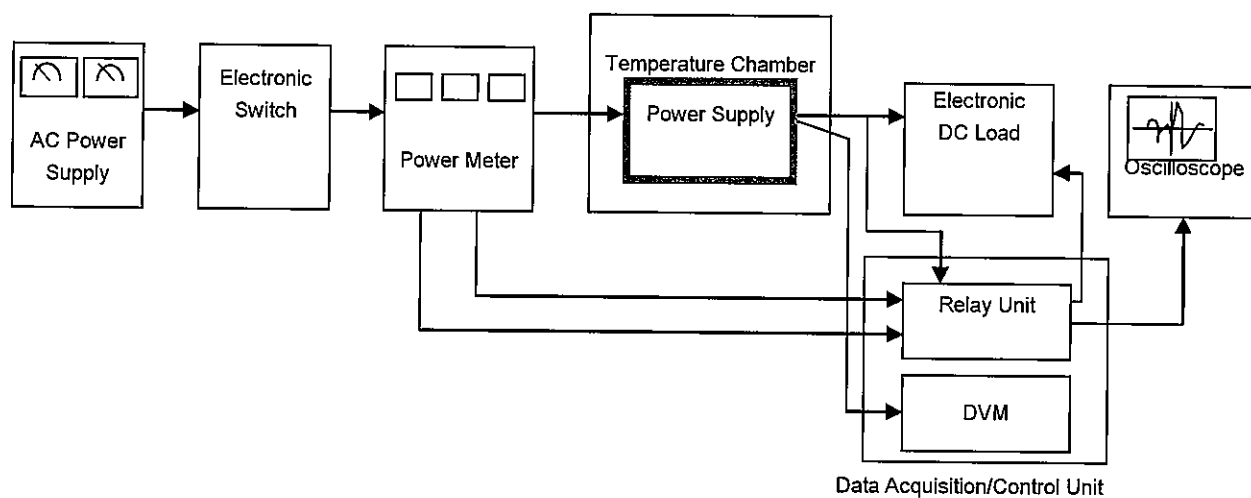 AC Power
Supply
Electronic
Switch
Power Meter
Temperature Chamber
Power Supply
Electronic
DC Load
Oscilloscope
Relay Unit
DVM
Data Acquisition/Control Unit